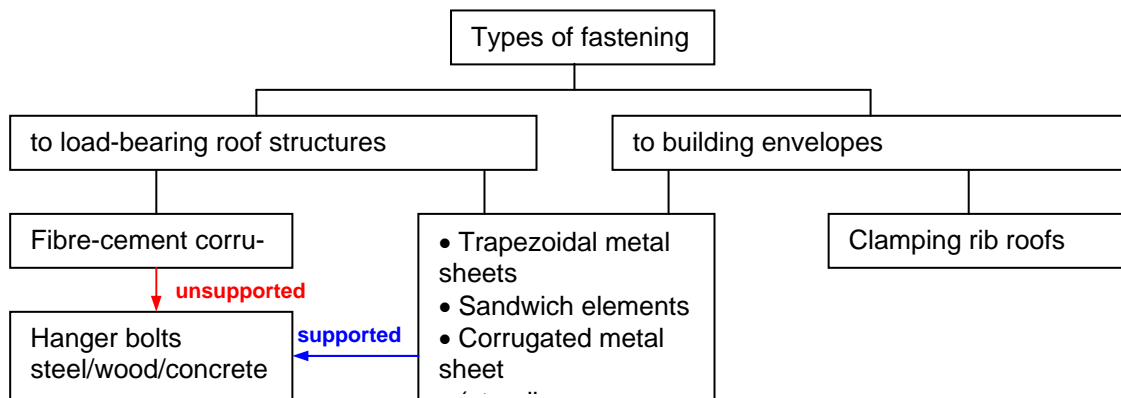 Types of fastening
to load-bearing roof structures
to building envelopes
Fibre-cement corru-
• Trapezoidal metal
sheets
• Sandwich elements
• Corrugated metal
sheet
Clamping rib roofs
unsupported
supported
Hanger bolts
steel/wood/concrete